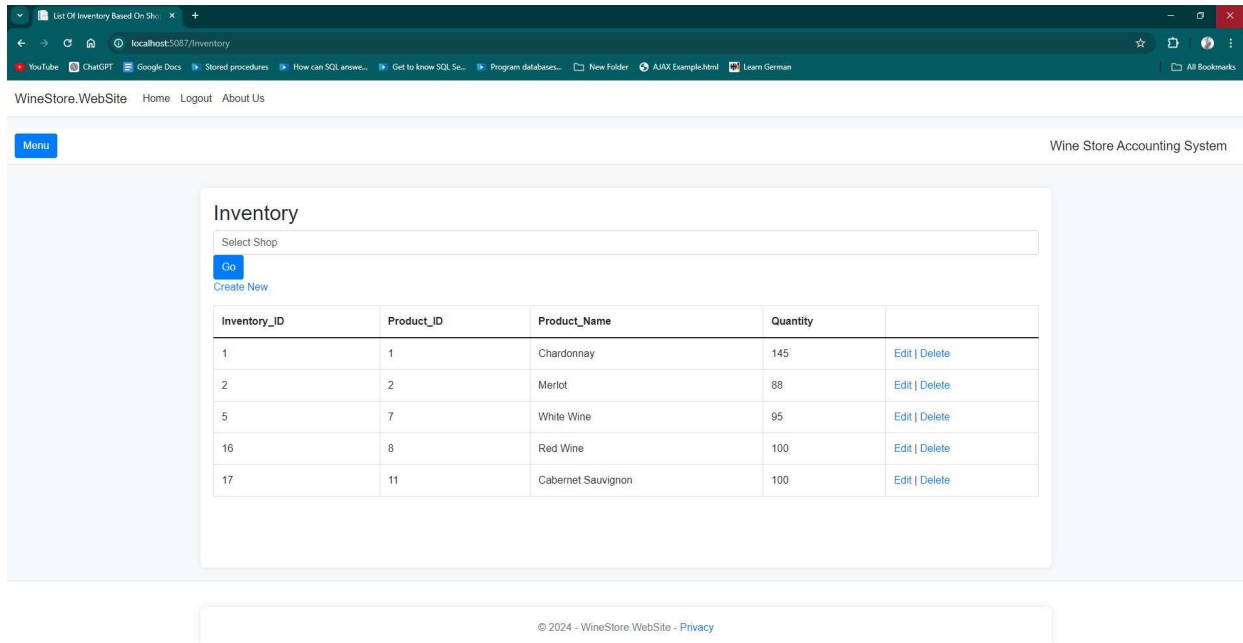 List Of Inventory Based On Sho
localhost:5087/Inventory
YouTube ChatGPT Google Docs Stored procedures How can SQL answe... Get to know SQL Se... Program databases... New Folder AJAX Example.html Learn German All Bookmarks
WineStore.WebSite Home Logout About Us
Menu Wine Store Accounting System
Inventory
Select Shop
Go
Create New
Inventory_ID Product_ID Product_Name Quantity
1 1 Chardonnay 145 Edit | Delete
2 2 Merlot 88 Edit | Delete
5 7 White Wine 95 Edit | Delete
16 8 Red Wine 100 Edit | Delete
17 11 Cabernet Sauvignon 100 Edit | Delete
© 2024 - WineStore.WebSite - Privacy